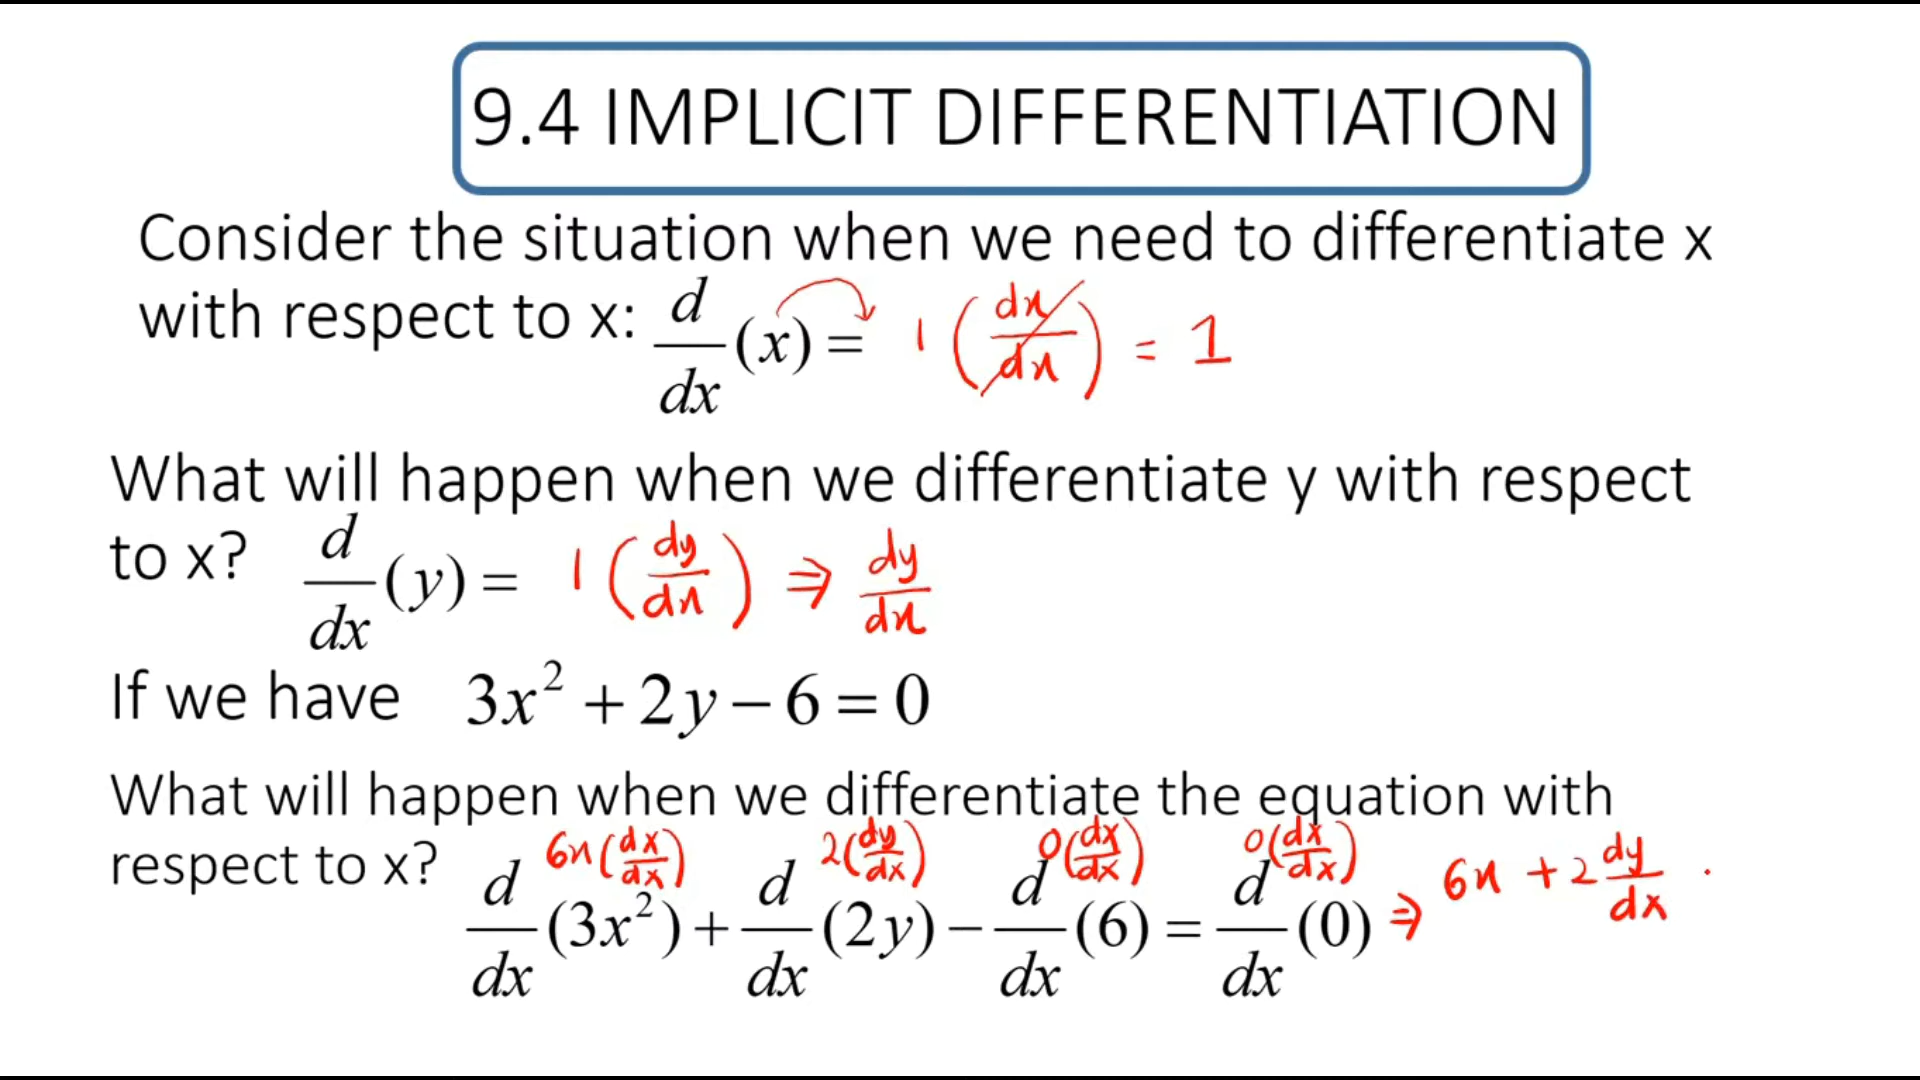 9.4 IMPLICIT DIFFERENTIATION
Consider the situation when we need to differentiate x
with respect to x: d/dx (x) = 1 (dx/dx) = 1
What will happen when we differentiate y with respect
to x? d/dx (y) = 1 (dy/dx) ⇒ dy/dx
If we have 3x² + 2y − 6 = 0
What will happen when we differentiate the equation with
respect to x? 6x(dx/dx) 2(dy/dx) 0(dx/dx) 0(dx/dx)
d/dx (3x²) + d/dx (2y) − d/dx (6) = d/dx (0) ⇒ 6x + 2 dy/dx